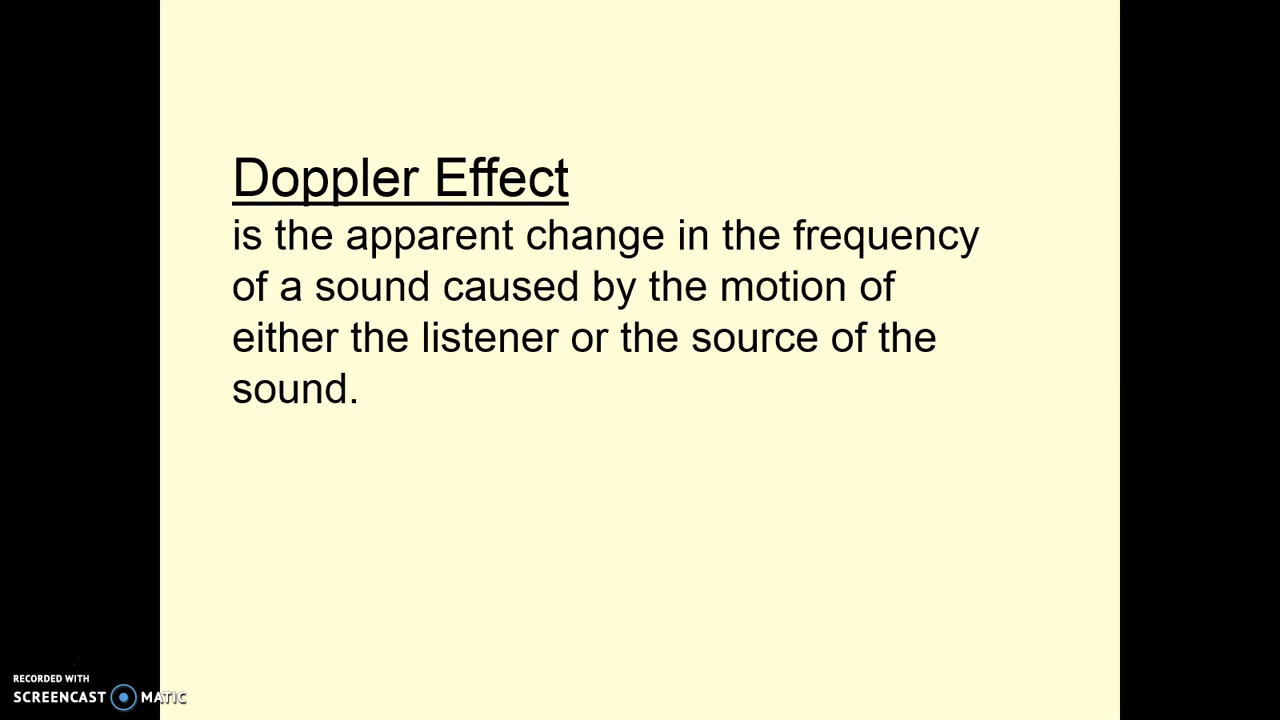 Doppler Effect
is the apparent change in the frequency
of a sound caused by the motion of
either the listener or the source of the
sound.
RECORDED WITH
SCREENCAST MATIC